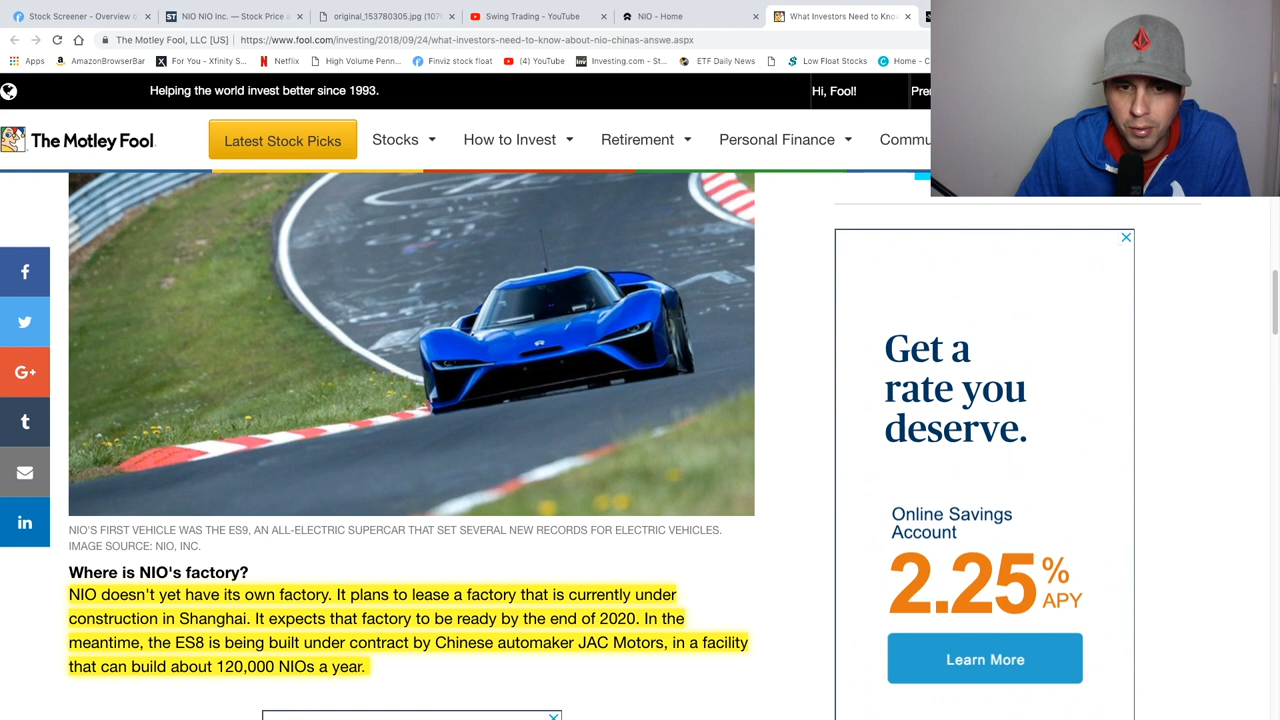 Stock Screener - Overview o
NIO NIO Inc. — Stock Price a
original_153780305.jpg (107
Swing Trading - YouTube
NIO - Home
What Investors Need to Kno
The Motley Fool, LLC [US]
https://www.fool.com/investing/2018/09/24/what-investors-need-to-know-about-nio-chinas-answe.aspx
Apps
AmazonBrowserBar
For You - Xfinity S...
Netflix
High Volume Penn...
Finviz stock float
(4) YouTube
Investing.com - St...
ETF Daily News
Low Float Stocks
Home - C
Helping the world invest better since 1993.
Hi, Fool!
Pre
The Motley Fool
Latest Stock Picks
Stocks
How to Invest
Retirement
Personal Finance
Commu
f
G+
t
in
NIO'S FIRST VEHICLE WAS THE ES9, AN ALL-ELECTRIC SUPERCAR THAT SET SEVERAL NEW RECORDS FOR ELECTRIC VEHICLES.
IMAGE SOURCE: NIO, INC.
Where is NIO's factory?
NIO doesn't yet have its own factory. It plans to lease a factory that is currently under
construction in Shanghai. It expects that factory to be ready by the end of 2020. In the
meantime, the ES8 is being built under contract by Chinese automaker JAC Motors, in a facility
that can build about 120,000 NIOs a year.
Get a
rate you
deserve.
Online Savings
Account
2.25% APY
Learn More